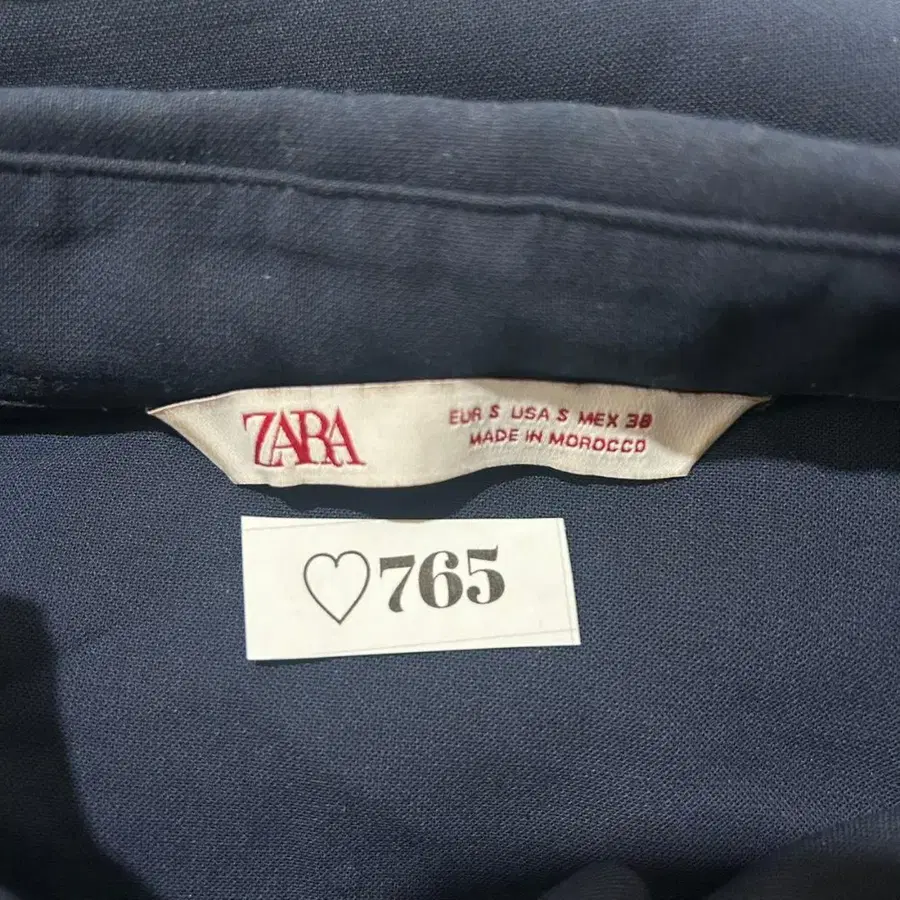 ZARA
EUR S USA S MEX 38
MADE IN MOROCCO
♡765